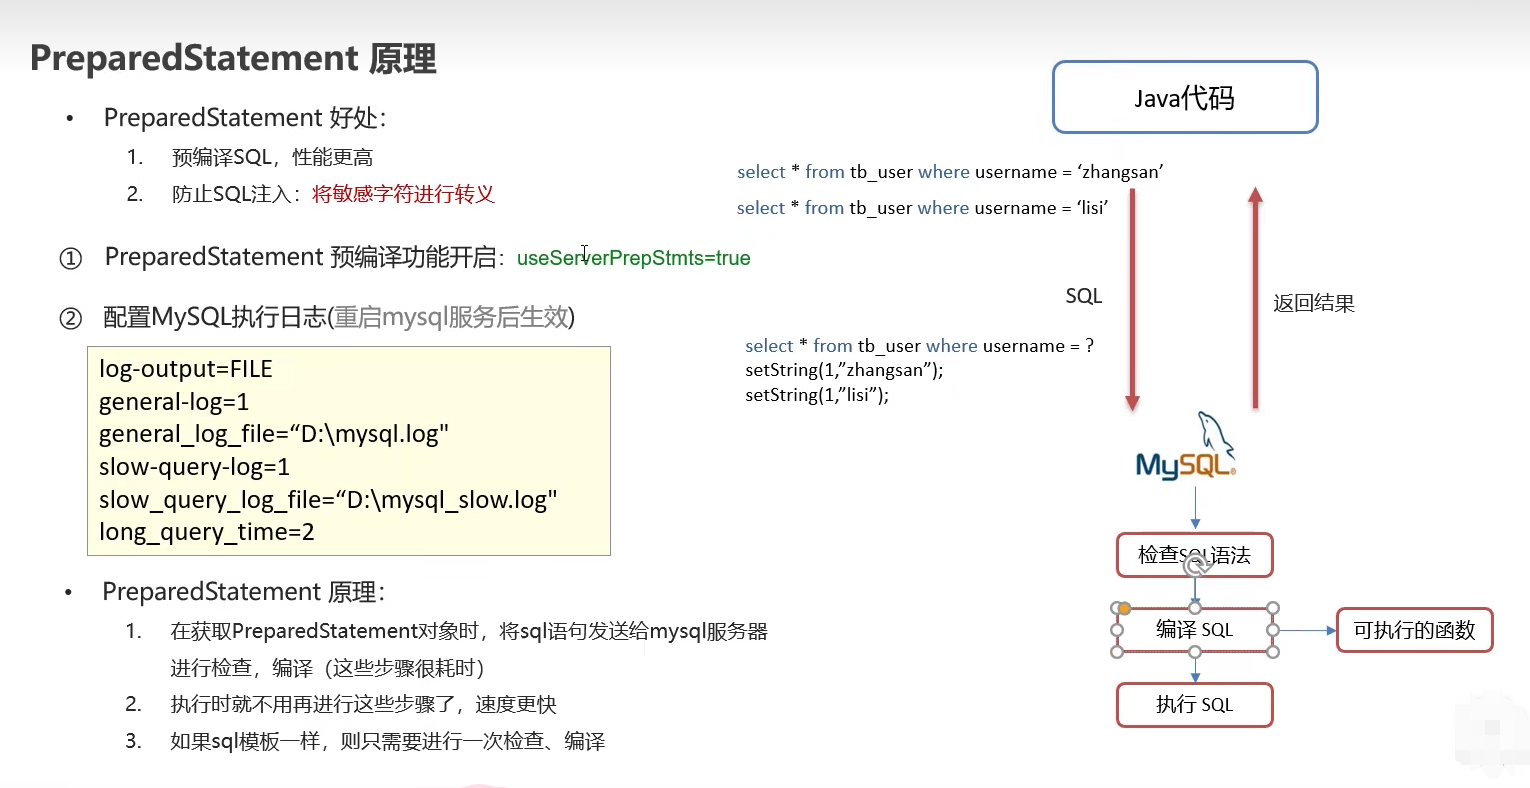 PreparedStatement 原理
• PreparedStatement 好处：
1. 预编译SQL，性能更高
2. 防止SQL注入：将敏感字符进行转义
① PreparedStatement 预编译功能开启：useServerPrepStmts=true
② 配置MySQL执行日志(重启mysql服务后生效)
log-output=FILE
general-log=1
general_log_file=“D:\mysql.log"
slow-query-log=1
slow_query_log_file=“D:\mysql_slow.log"
long_query_time=2
• PreparedStatement 原理：
1. 在获取PreparedStatement对象时，将sql语句发送给mysql服务器
进行检查，编译（这些步骤很耗时）
2. 执行时就不用再进行这些步骤了，速度更快
3. 如果sql模板一样，则只需要进行一次检查、编译
Java代码
select * from tb_user where username = ‘zhangsan’
select * from tb_user where username = ‘lisi’
SQL
返回结果
select * from tb_user where username = ?
setString(1,”zhangsan”);
setString(1,”lisi”);
MySQL®
检查SQL语法
编译 SQL
可执行的函数
执行 SQL